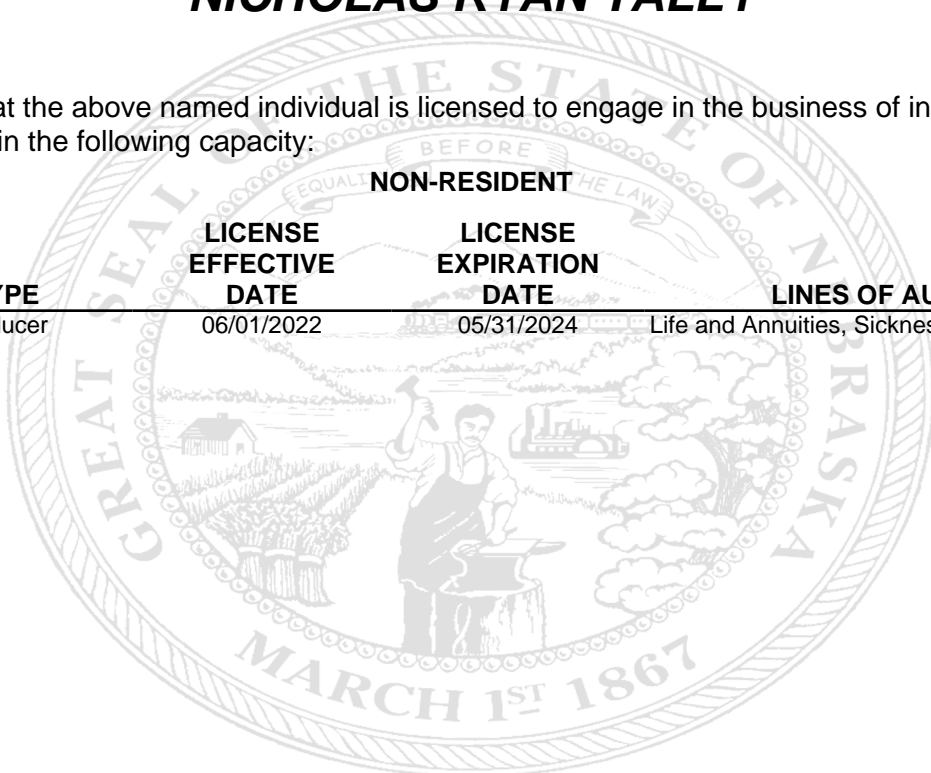 NICHOLAS RYAN
at the above named individual is licensed to engage in the business of in
in the following capacity:
NON-RESIDENT
LICENSE EFFECTIVE DATE
LICENSE EXPIRATION DATE
YPE
LINES OF AU
ucer 06/01/2022 05/31/2024 Life and Annuities, Sicknes
GREAT SEAL OF THE STATE OF NEBRASKA
EQUALITY BEFORE THE LAW
MARCH 1ST 1867